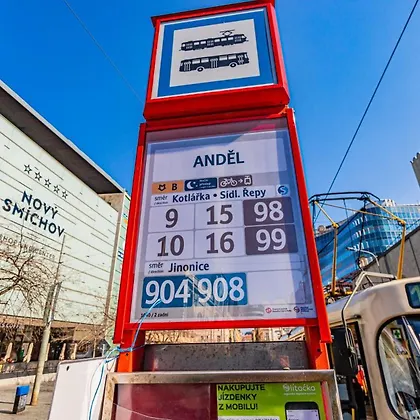 ANDĚL
B
směr
Kotlářka • Sídl. Řepy
9 15 98
10 16 99
směr
Jinonice
904 908
NOVÝ
SMÍCHOV
NAKUPUJTE
JÍZDENKY
Z MOBILU!
lítačka